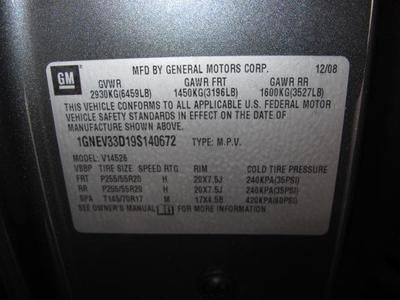 GM
MFD BY GENERAL MOTORS CORP. 12/08
GVWR GAWR FRT GAWR RR
2930KG(6459LB) 1450KG(3196LB) 1600KG(3527LB)
THIS VEHICLE CONFORMS TO ALL APPLICABLE U.S. FEDERAL MOTOR
VEHICLE SAFETY STANDARDS IN EFFECT ON THE DATE OF
MANUFACTURE SHOWN ABOVE.
1GNEV33D19S140672 TYPE: M.P.V.
MODEL: V14526
VBBP TIRE SIZE SPEED RTG RIM COLD TIRE PRESSURE
FRT P255/55R20 H 20X7.5J 240KPA(35PSI)
RR P255/55R20 H 20X7.5J 240KPA(35PSI)
SPA T145/70R17 M 17X4.5B 420KPA(60PSI)
SEE OWNER'S MANUAL FOR MORE INFORMATION.